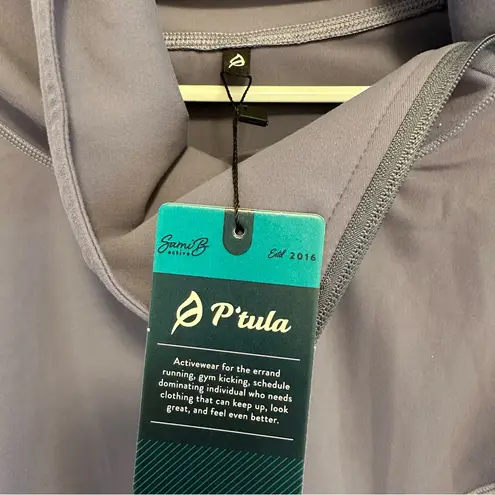 Sami B
active
Estd 2016
P'tula
Activewear for the errand
running, gym kicking, schedule
dominating individual who needs
clothing that can keep up, look
great, and feel even better.